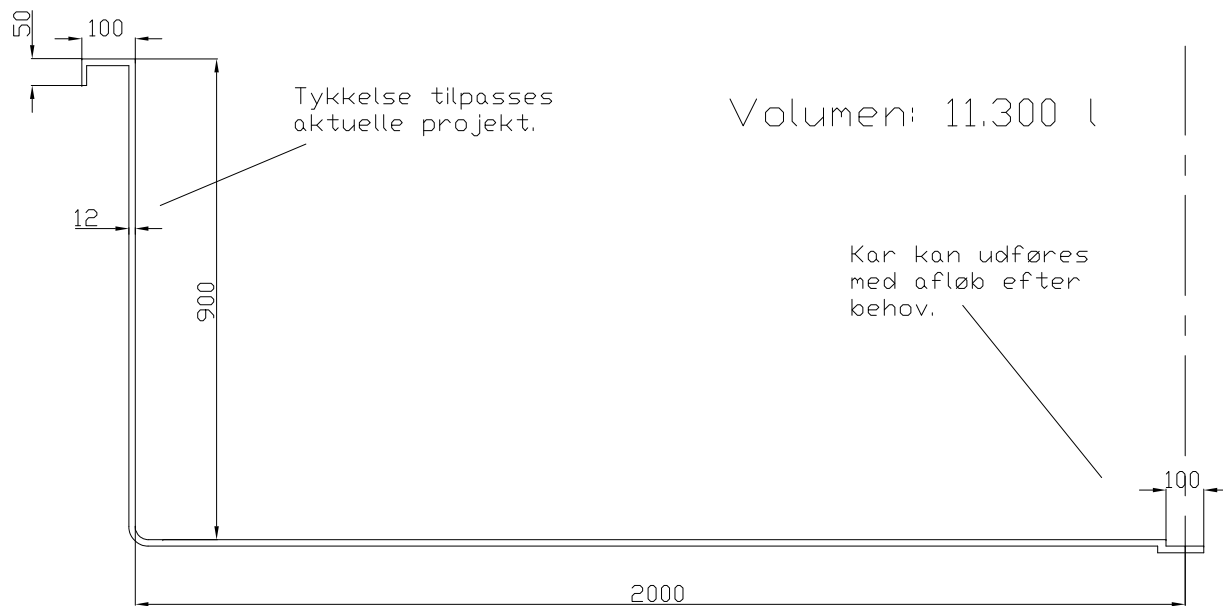 50
100
Tykkelse tilpasses
aktuelle projekt.
Volumen: 11.300 l
12
900
Kar kan udføres
med afløb efter
behov.
100
2000